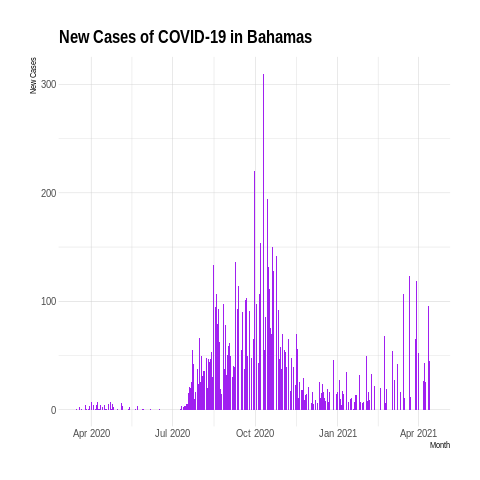 New Cases of COVID-19 in Bahamas
New Cases
300
200
100
0
Apr 2020 Jul 2020 Oct 2020 Jan 2021 Apr 2021
Month